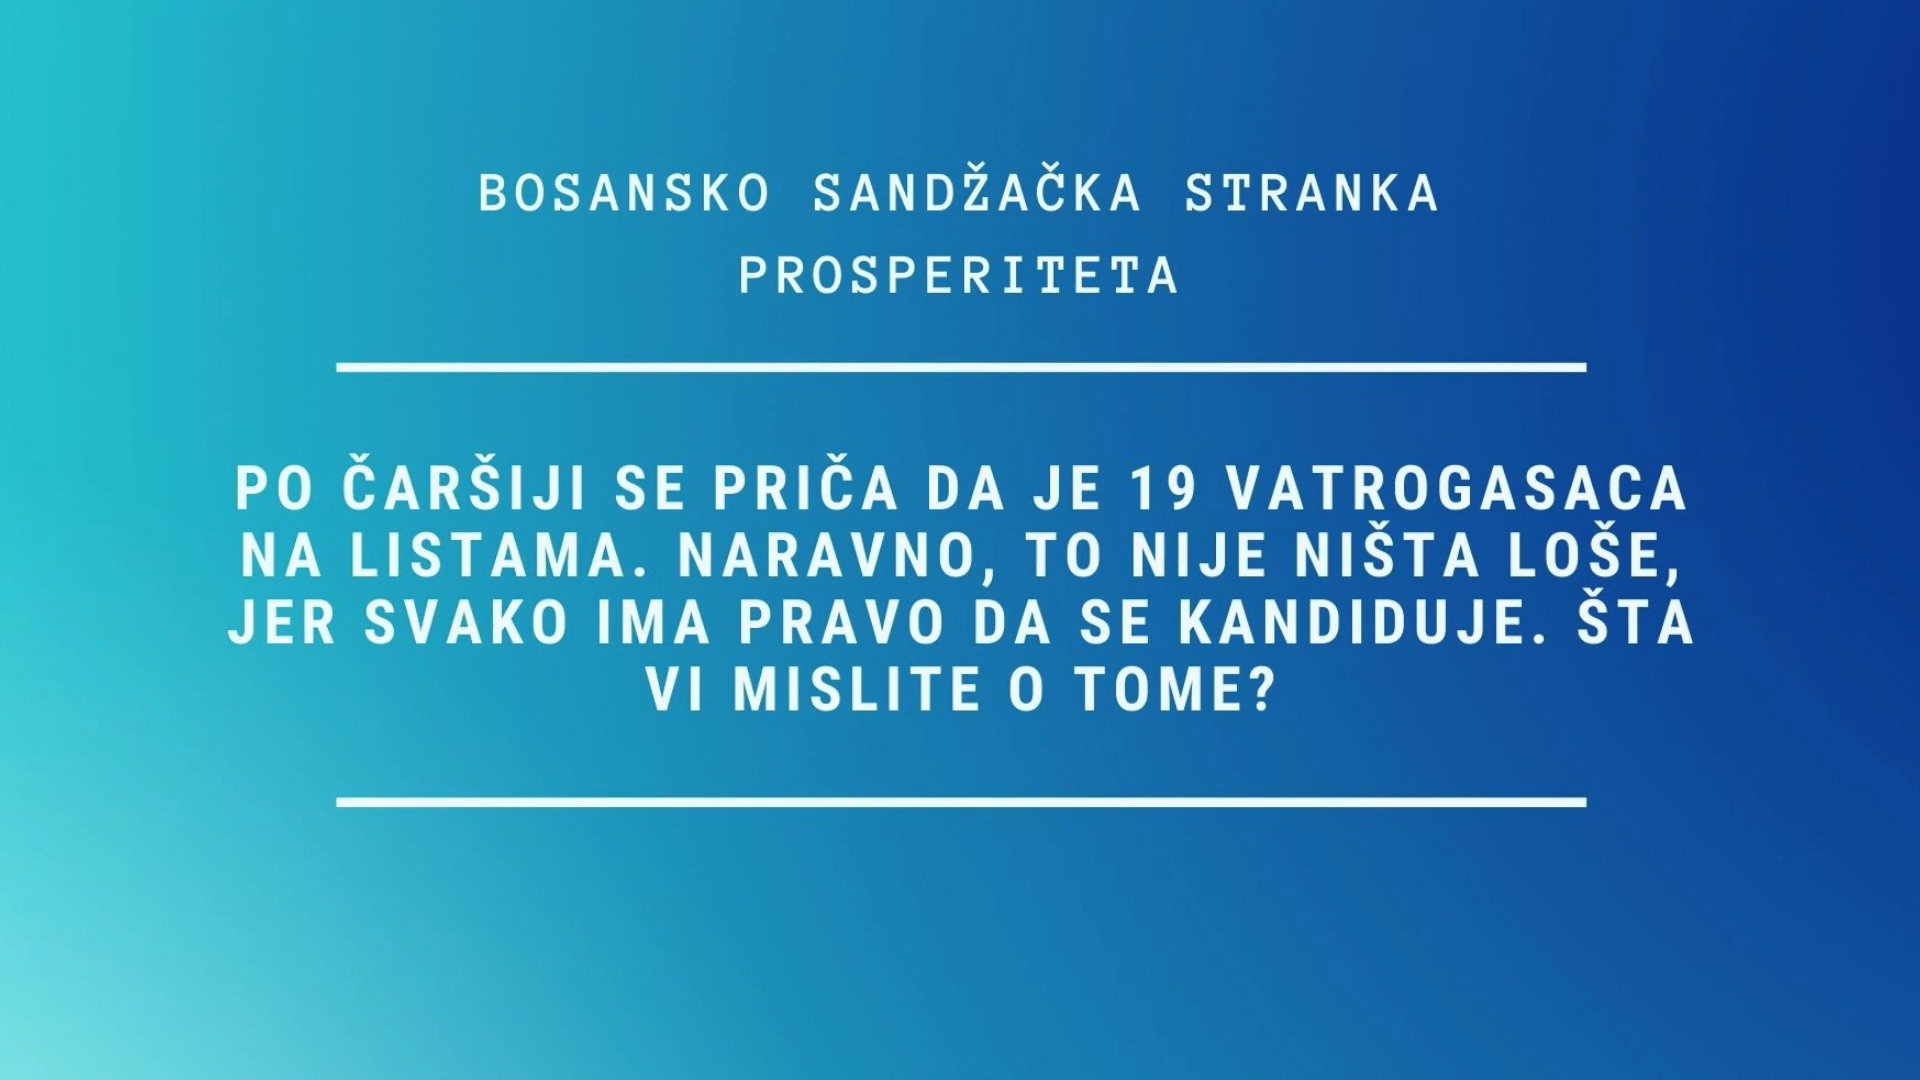 BOSANSKO SANDŽAČKA STRANKA
PROSPERITETA
PO ČARŠIJI SE PRIČA DA JE 19 VATROGASACA
NA LISTAMA. NARAVNO, TO NIJE NIŠTA LOŠE,
JER SVAKO IMA PRAVO DA SE KANDIDUJE. ŠTA
VI MISLITE O TOME?